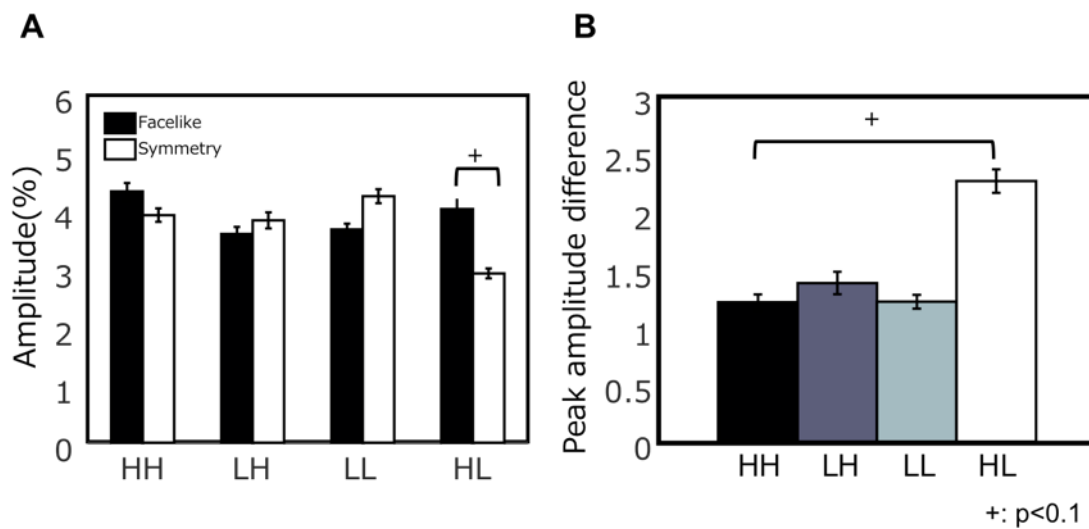 A
Amplitude(%)
6
5
4
3
2
1
0
Facelike
Symmetry
+
HH LH LL HL
B
Peak amplitude difference
3
2.5
2
1.5
1
0.5
0
+
HH LH LL HL
+: p<0.1